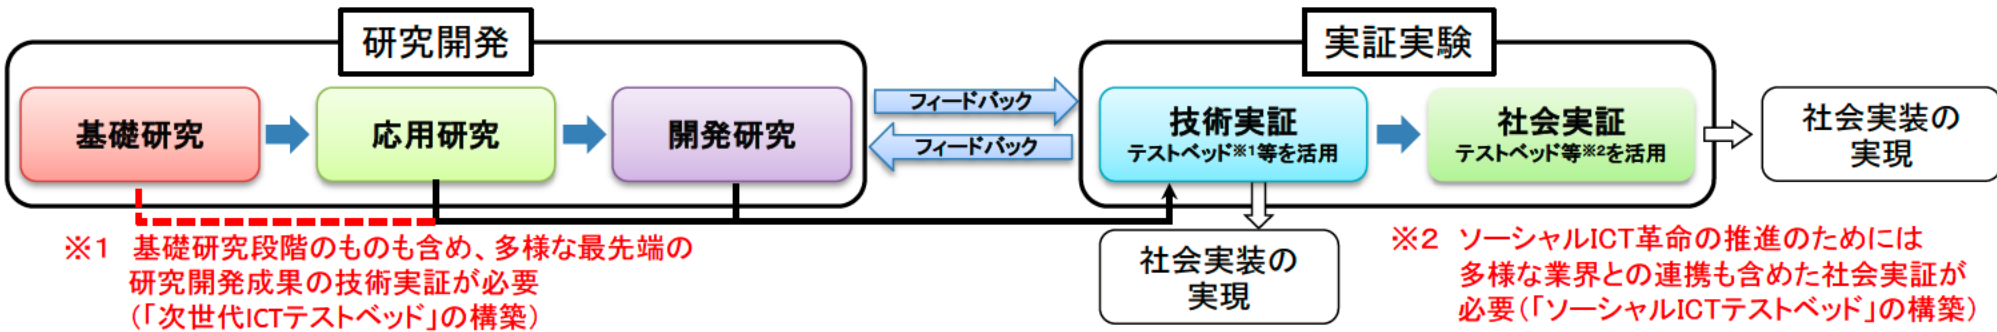 研究開発
基礎研究
応用研究
開発研究
フィードバック
フィードバック
実証実験
技術実証
テストベッド※1等を活用
社会実証
テストベッド等※2を活用
社会実装の
実現
社会実装の
実現
※1 基礎研究段階のものも含め、多様な最先端の
研究開発成果の技術実証が必要
(「次世代ICTテストベッド」の構築)
※2 ソーシャルICT革命の推進のためには
多様な業界との連携も含めた社会実証が
必要(「ソーシャルICTテストベッド」の構築)